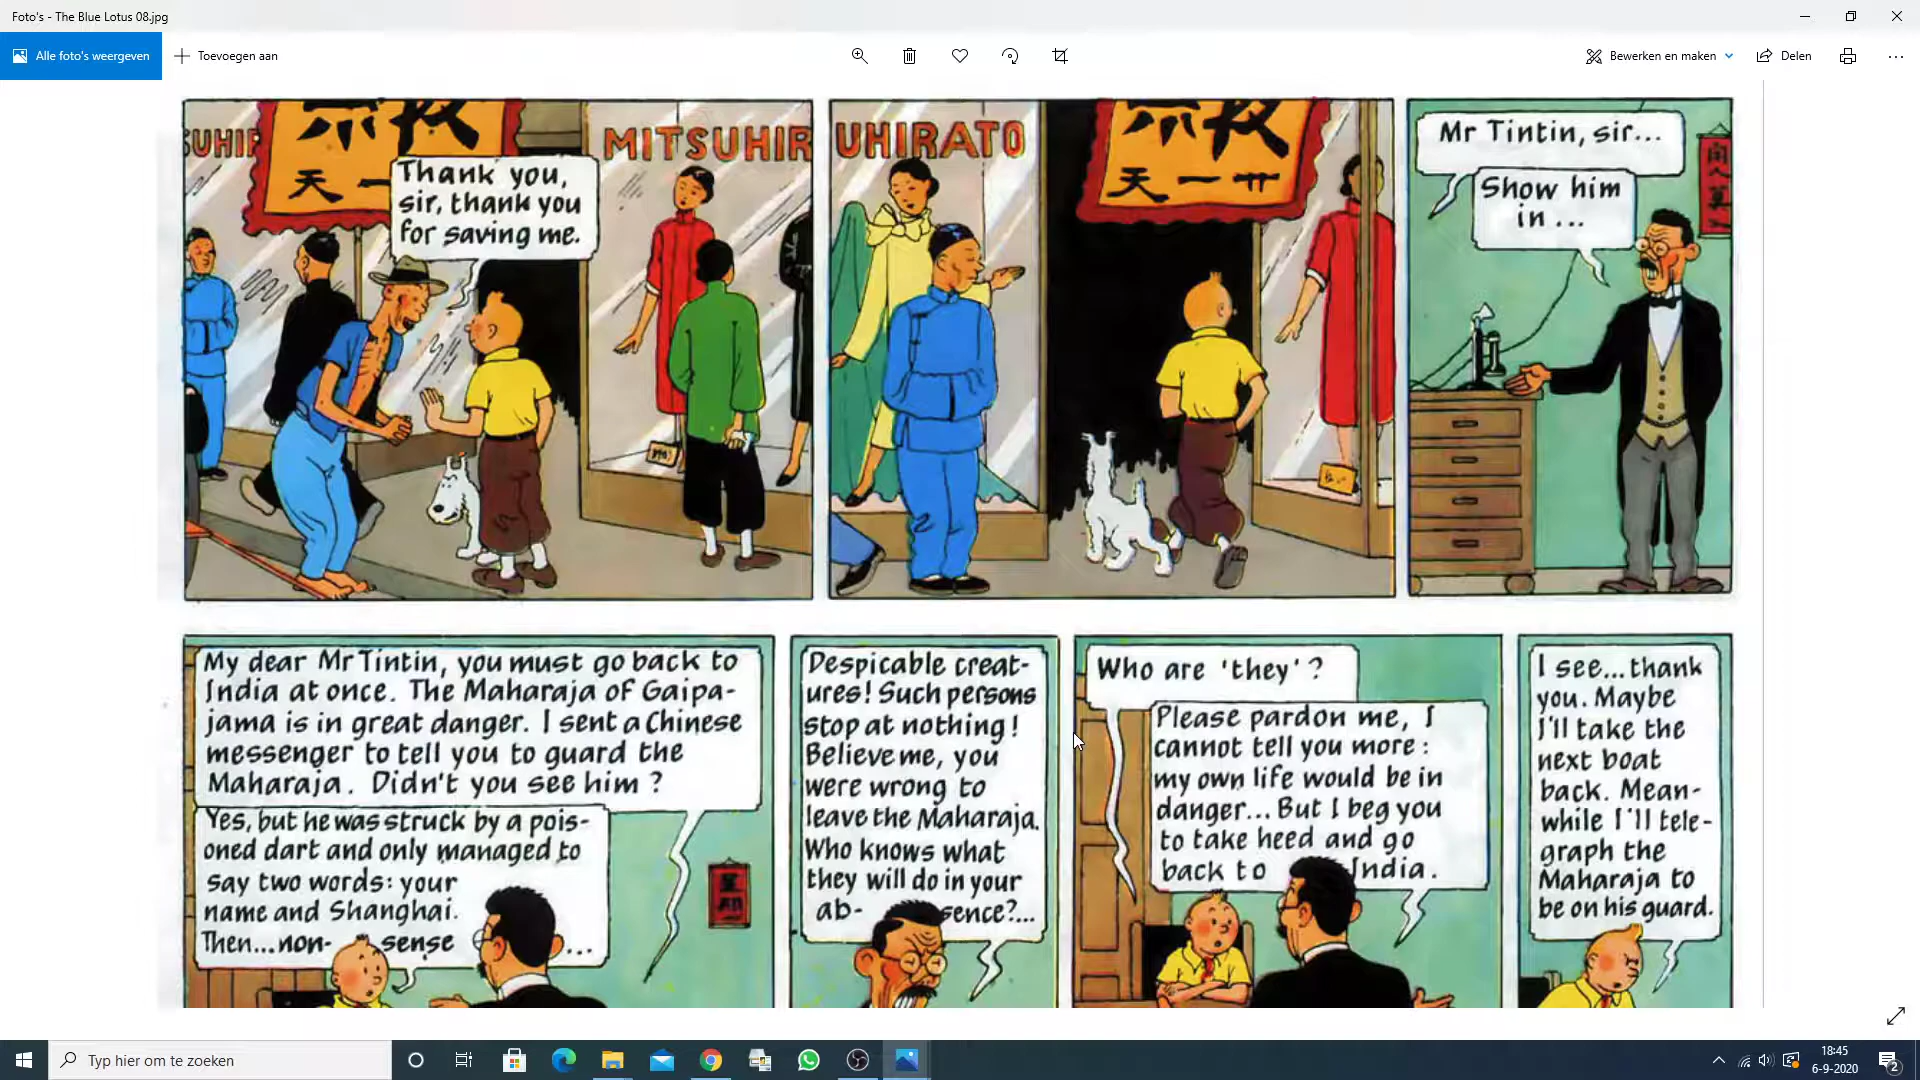 Foto's - The Blue Lotus 08.jpg
Alle foto's weergeven
Toevoegen aan
Bewerken en maken
Delen
SUHIR
天一
MITSUHIR
Thank you,
sir, thank you
for saving me.
UHIRATO
天一
Mr Tintin, sir...
Show him
in ...
My dear Mr Tintin, you must go back to
India at once. The Maharaja of Gaipa-
jama is in great danger. I sent a Chinese
messenger to tell you to guard the
Maharaja. Didn't you see him ?
Yes, but he was struck by a pois-
oned dart and only managed to
say two words: your
name and Shanghai.
Then... non- sense ...
Despicable creat-
ures! Such persons
stop at nothing!
Believe me, you
were wrong to
leave the Maharaja.
Who knows what
they will do in your
ab- sence?...
Who are 'they' ?
Please pardon me, I
cannot tell you more :
my own life would be in
danger... But I beg you
to take heed and go
back to India.
I see... thank
you. Maybe
I'll take the
next boat
back. Mean-
while I'll tele-
graph the
Maharaja to
be on his guard.
Typ hier om te zoeken
18:45
6-9-2020
2